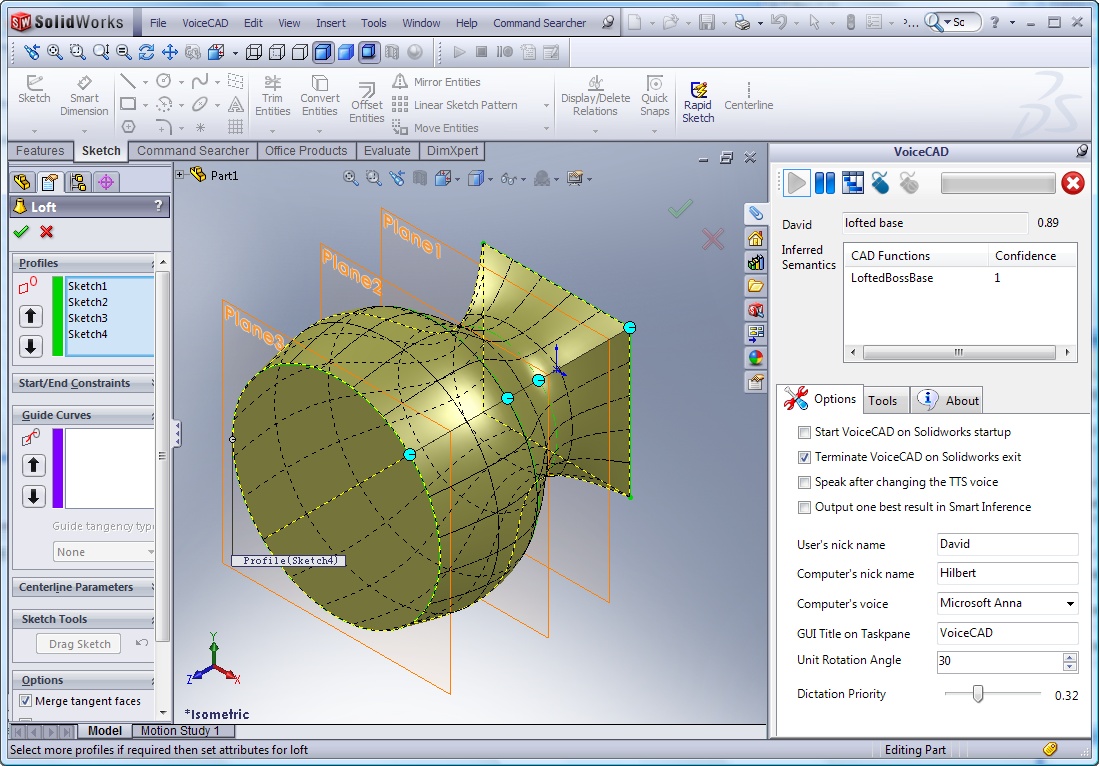 SolidWorks File VoiceCAD Edit View Insert Tools Window Help Command Searcher Sc ?
Sketch Smart Dimension Trim Entities Convert Entities Offset Entities Mirror Entities
Linear Sketch Pattern
Move Entities
Display/Delete Relations Quick Snaps Rapid Sketch Centerline
Features Sketch Command Searcher Office Products Evaluate DimXpert
Part1
Loft ?
Profiles
Sketch1
Sketch2
Sketch3
Sketch4
Start/End Constraints
Guide Curves
Guide tangency type
None
Centerline Parameters
Sketch Tools
Drag Sketch
Options
Merge tangent faces
Plane1
Plane2
Plane3
Profile(Sketch4)
Y
Z X
*Isometric
Model Motion Study 1
Select more profiles if required then set attributes for loft
Editing Part
VoiceCAD
David lofted base 0.89
Inferred Semantics
CAD Functions Confidence
LoftedBossBase 1
Options Tools About
Start VoiceCAD on Solidworks startup
Terminate VoiceCAD on Solidworks exit
Speak after changing the TTS voice
Output one best result in Smart Inference
User's nick name David
Computer's nick name Hilbert
Computer's voice Microsoft Anna
GUI Title on Taskpane VoiceCAD
Unit Rotation Angle 30
Dictation Priority 0.32